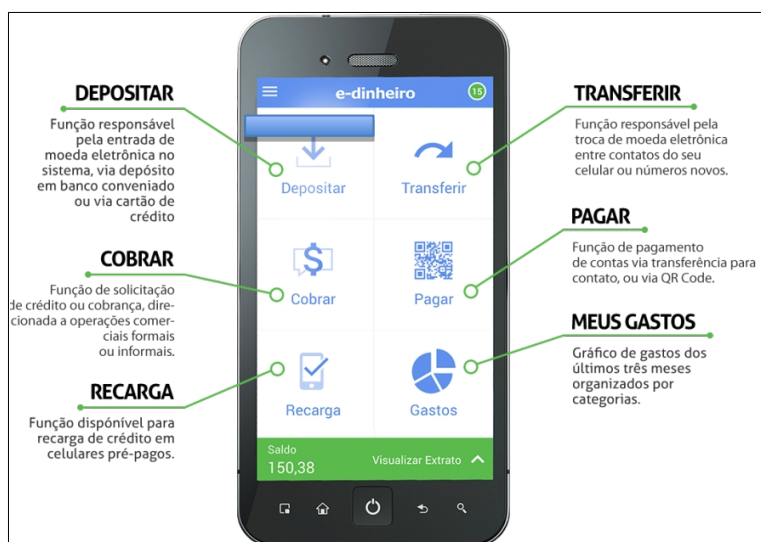 DEPOSITAR
Função responsável
pela entrada de
moeda eletrônica no
sistema, via depósito
em banco conveniado
ou via cartão de
crédito
COBRAR
Função de solicitação
de crédito ou cobrança, dire-
cionada a operações comer-
ciais formais
ou informais.
RECARGA
Função dispónível para
recarga de crédito em
celulares pré-pagos.
e-dinheiro
15
Depositar
Transferir
$
Cobrar
Pagar
Recarga
Gastos
Saldo
150,38
Visualizar Extrato
TRANSFERIR
Função responsável pela
troca de moeda eletrônica
entre contatos do seu
celular ou números novos.
PAGAR
Função de pagamento
de contas via transferência para
contato, ou via QR Code.
MEUS GASTOS
Gráfico de gastos dos
últimos três meses
organizados por
categorias.